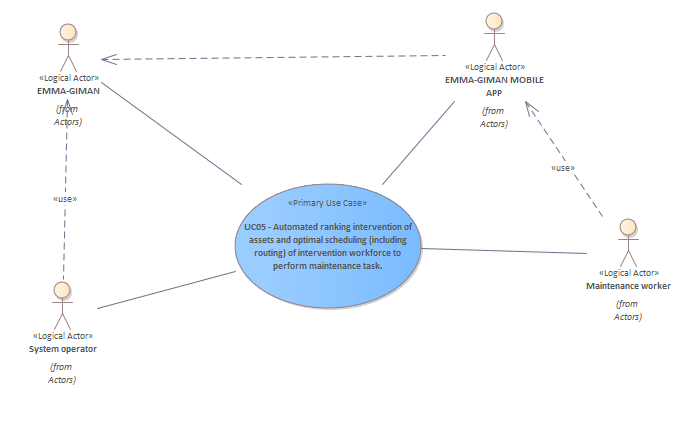 «Logical Actor»
EMMA-GIMAN
(from
Actors)
«Logical Actor»
EMMA-GIMAN MOBILE
APP
(from
Actors)
«use»
«use»
«Primary Use Case»
UC05 - Automated ranking intervention of
assets and optimal scheduling (including
routing) of intervention workforce to
perform maintenance task.
«Logical Actor»
Maintenance worker
(from
Actors)
«Logical Actor»
System operator
(from
Actors)